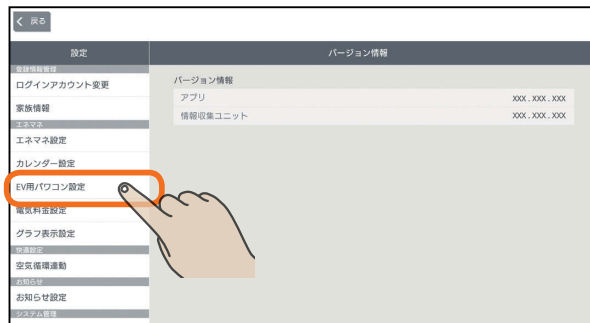 戻る
設定
バージョン情報
登録情報管理
ログインアカウント変更
家族情報
エネマネ
エネマネ設定
カレンダー設定
EV用パワコン設定
電気料金設定
グラフ表示設定
快適設定
空気循環連動
お知らせ
お知らせ設定
システム管理
バージョン情報
アプリ XXX . XXX . XXX
情報収集ユニット XXX . XXX . XXX